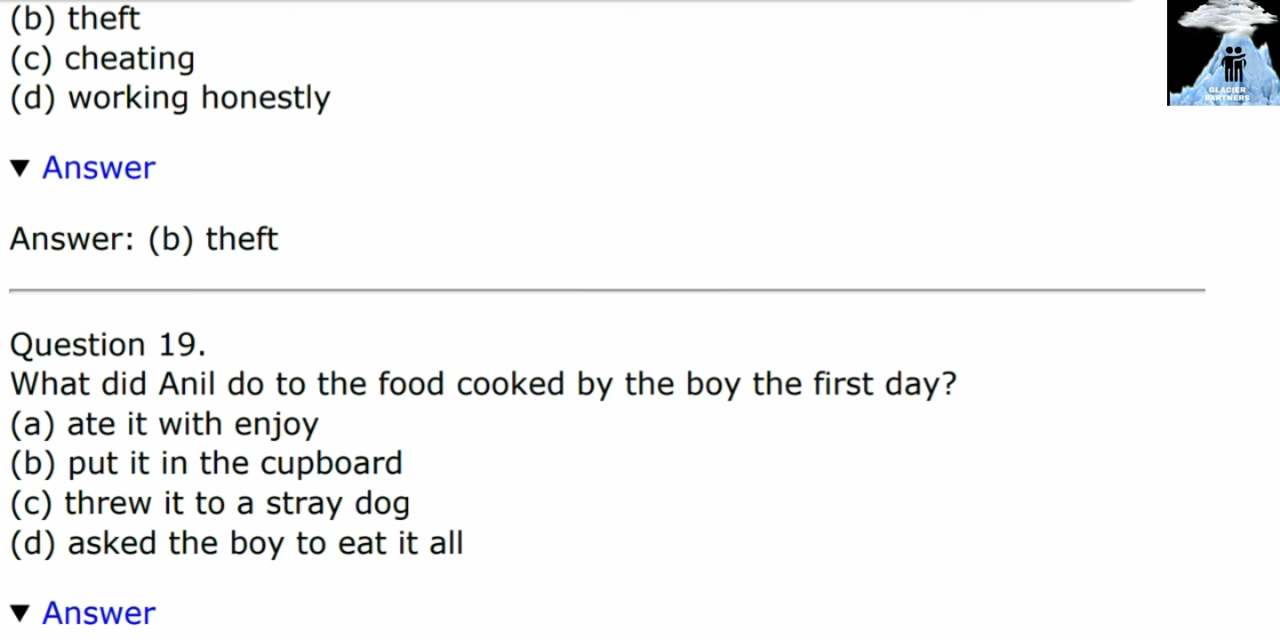 (b) theft
(c) cheating
(d) working honestly
▼ Answer
Answer: (b) theft
Question 19.
What did Anil do to the food cooked by the boy the first day?
(a) ate it with enjoy
(b) put it in the cupboard
(c) threw it to a stray dog
(d) asked the boy to eat it all
▼ Answer
GLACIER
PARTNERS